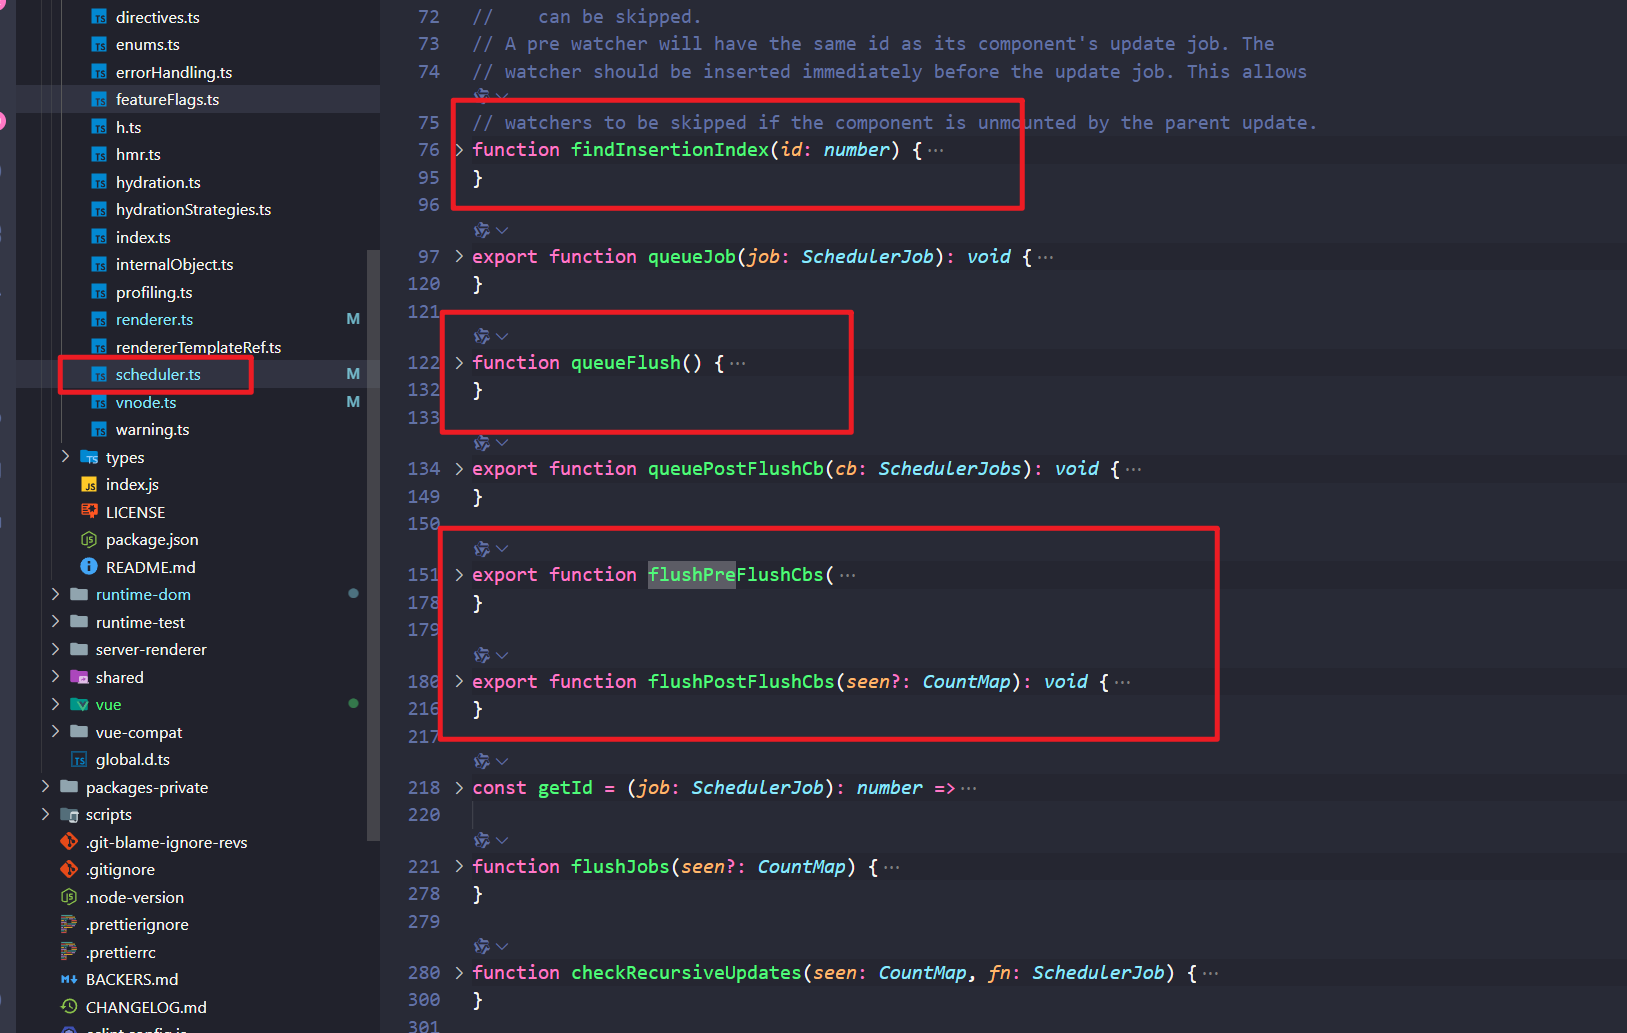 directives.ts
enums.ts
errorHandling.ts
featureFlags.ts
h.ts
hmr.ts
hydration.ts
hydrationStrategies.ts
index.ts
internalObject.ts
profiling.ts
renderer.ts M
rendererTemplateRef.ts
scheduler.ts M
vnode.ts M
warning.ts
types
index.js
LICENSE
package.json
README.md
runtime-dom
runtime-test
server-renderer
shared
vue
vue-compat
global.d.ts
packages-private
scripts
.git-blame-ignore-revs
.gitignore
.node-version
.prettierignore
.prettierrc
BACKERS.md
CHANGELOG.md
72 //    can be skipped.
73 // A pre watcher will have the same id as its component's update job. The
74 // watcher should be inserted immediately before the update job. This allows
75 // watchers to be skipped if the component is unmounted by the parent update.
76 function findInsertionIndex(id: number) {···
95 }
96
97 export function queueJob(job: SchedulerJob): void {···
120 }
121
122 function queueFlush() {···
132 }
133
134 export function queuePostFlushCb(cb: SchedulerJobs): void {···
149 }
150
151 export function flushPreFlushCbs(···
178 }
179
180 export function flushPostFlushCbs(seen?: CountMap): void {···
216 }
217
218 const getId = (job: SchedulerJob): number =>···
220
221 function flushJobs(seen?: CountMap) {···
278 }
279
280 function checkRecursiveUpdates(seen: CountMap, fn: SchedulerJob) {···
300 }
301